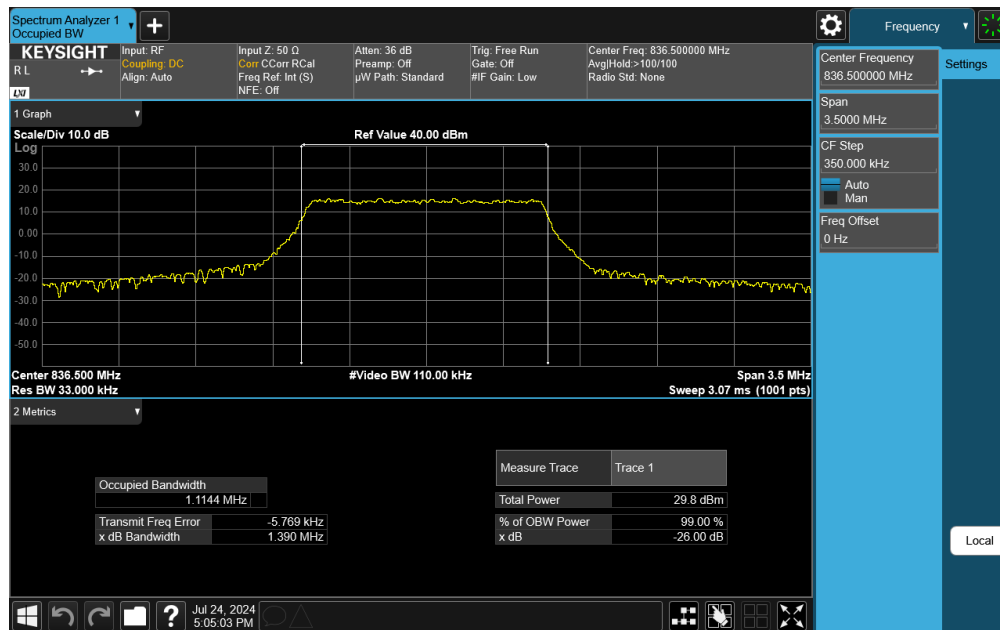 Spectrum Analyzer 1
Occupied BW
Frequency
KEYSIGHT
R L
LXI
Input: RF
Coupling: DC
Align: Auto
Input Z: 50 Ω
Corr CCorr RCal
Freq Ref: Int (S)
NFE: Off
Atten: 36 dB
Preamp: Off
µW Path: Standard
Trig: Free Run
Gate: Off
#IF Gain: Low
Center Freq: 836.500000 MHz
Avg|Hold:>100/100
Radio Std: None
Center Frequency
836.500000 MHz
Settings
Span
3.5000 MHz
CF Step
350.000 kHz
Auto
Man
Freq Offset
0 Hz
Local
1 Graph
Scale/Div 10.0 dB
Ref Value 40.00 dBm
Log
30.0
20.0
10.0
0.00
-10.0
-20.0
-30.0
-40.0
-50.0
Center 836.500 MHz
#Video BW 110.00 kHz
Span 3.5 MHz
Res BW 33.000 kHz
Sweep 3.07 ms (1001 pts)
2 Metrics
Measure Trace Trace 1
Occupied Bandwidth
1.1144 MHz
Total Power 29.8 dBm
Transmit Freq Error -5.769 kHz
% of OBW Power 99.00 %
x dB Bandwidth 1.390 MHz
x dB -26.00 dB
Jul 24, 2024
5:05:03 PM